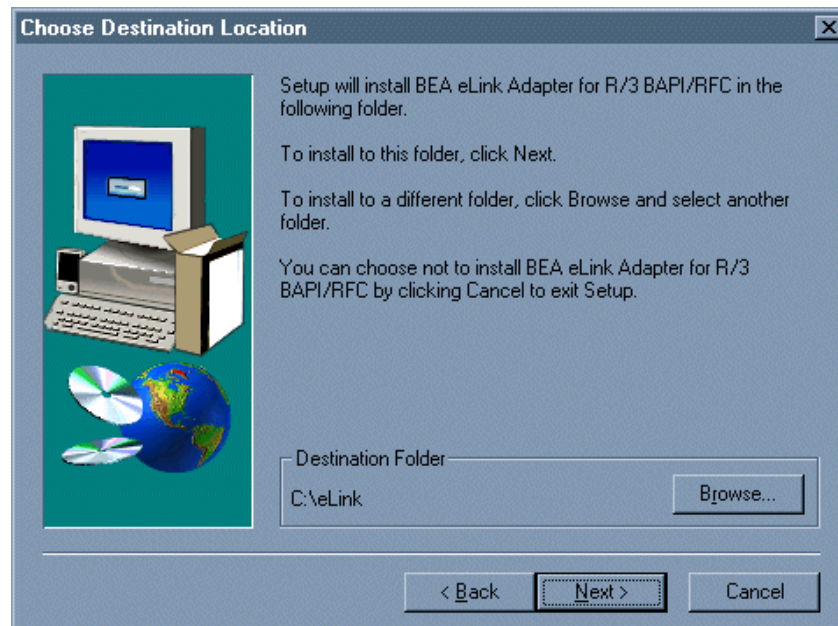 Choose Destination Location
Setup will install BEA eLink Adapter for R/3 BAPI/RFC in the
following folder.
To install to this folder, click Next.
To install to a different folder, click Browse and select another
folder.
You can choose not to install BEA eLink Adapter for R/3
BAPI/RFC by clicking Cancel to exit Setup.
Destination Folder
C:\eLink
Browse...
< Back
Next >
Cancel